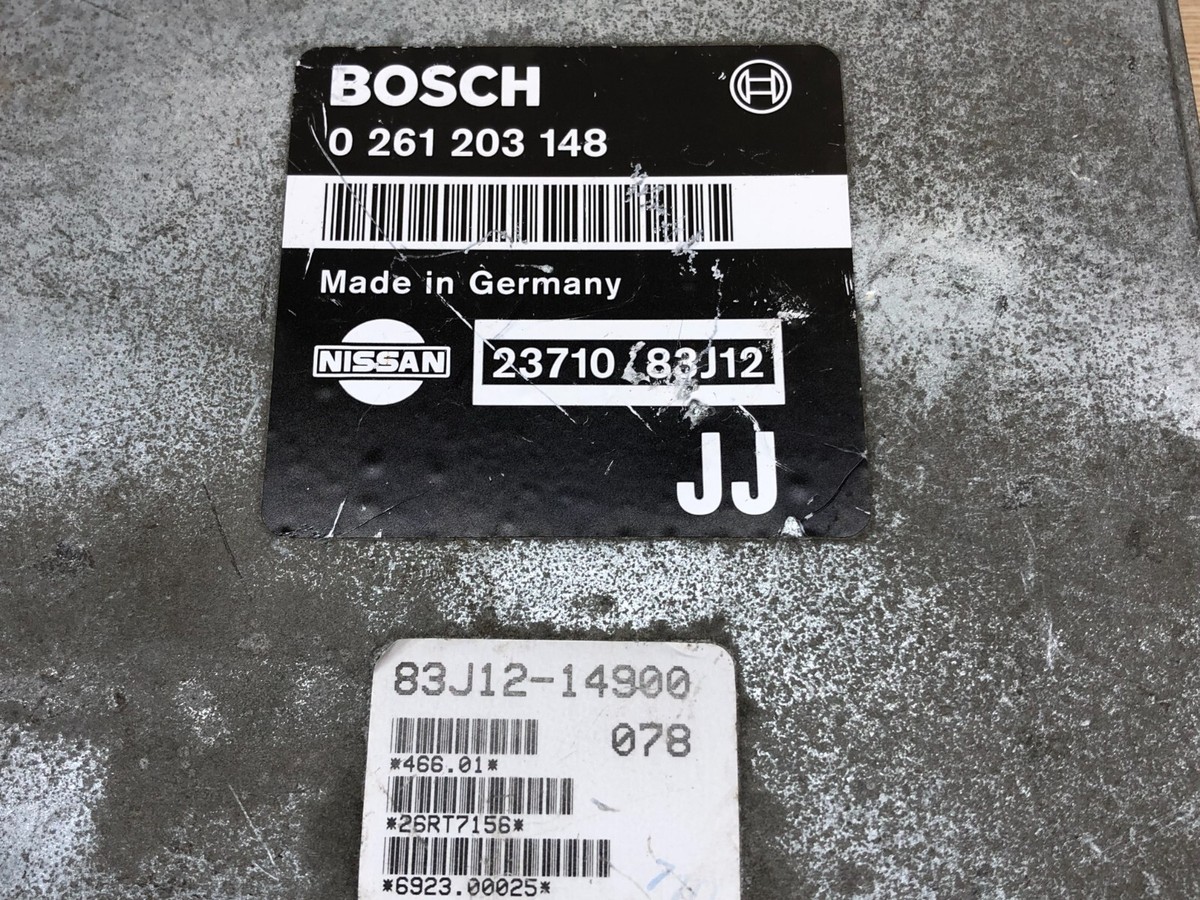 BOSCH
0 261 203 148
Made in Germany
NISSAN
23710 83J12
JJ
83J12-14900
078
*466.01*
*26RT7156*
*6923.00025*